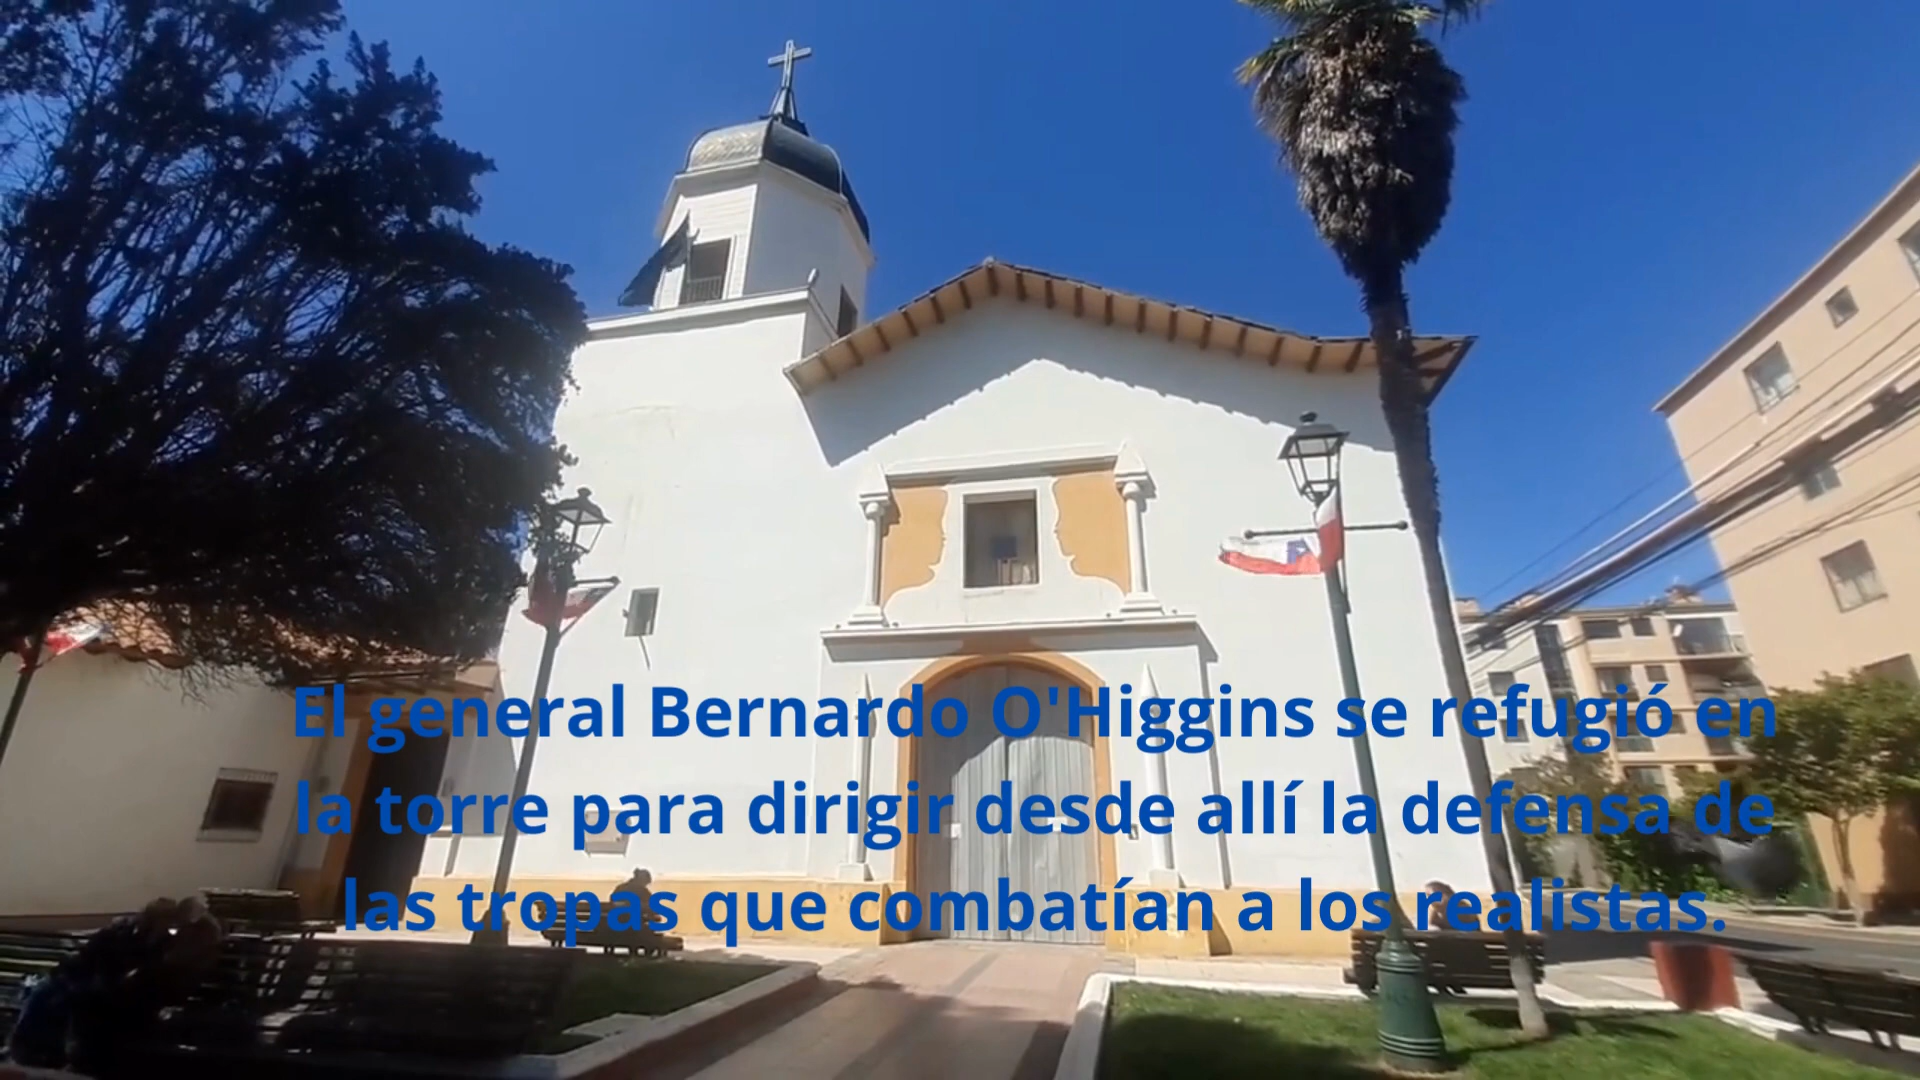 El general Bernardo O'Higgins se refugió en
la torre para dirigir desde allí la defensa de
las tropas que combatían a los realistas.